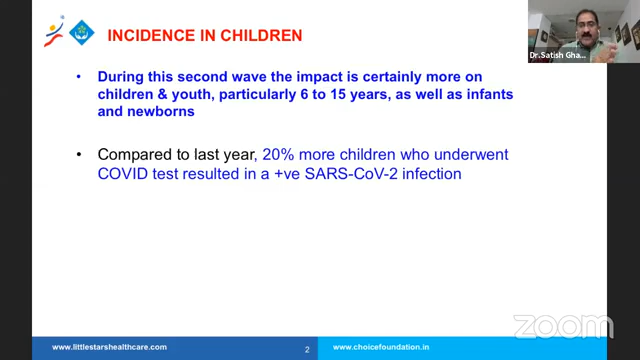 INCIDENCE IN CHILDREN
Dr.Satish Gha...
• During this second wave the impact is certainly more on
children & youth, particularly 6 to 15 years, as well as infants
and newborns
• Compared to last year, 20% more children who underwent
COVID test resulted in a +ve SARS-CoV-2 infection
zoom
www.littlestarshealthcare.com
2
www.choicefoundation.in